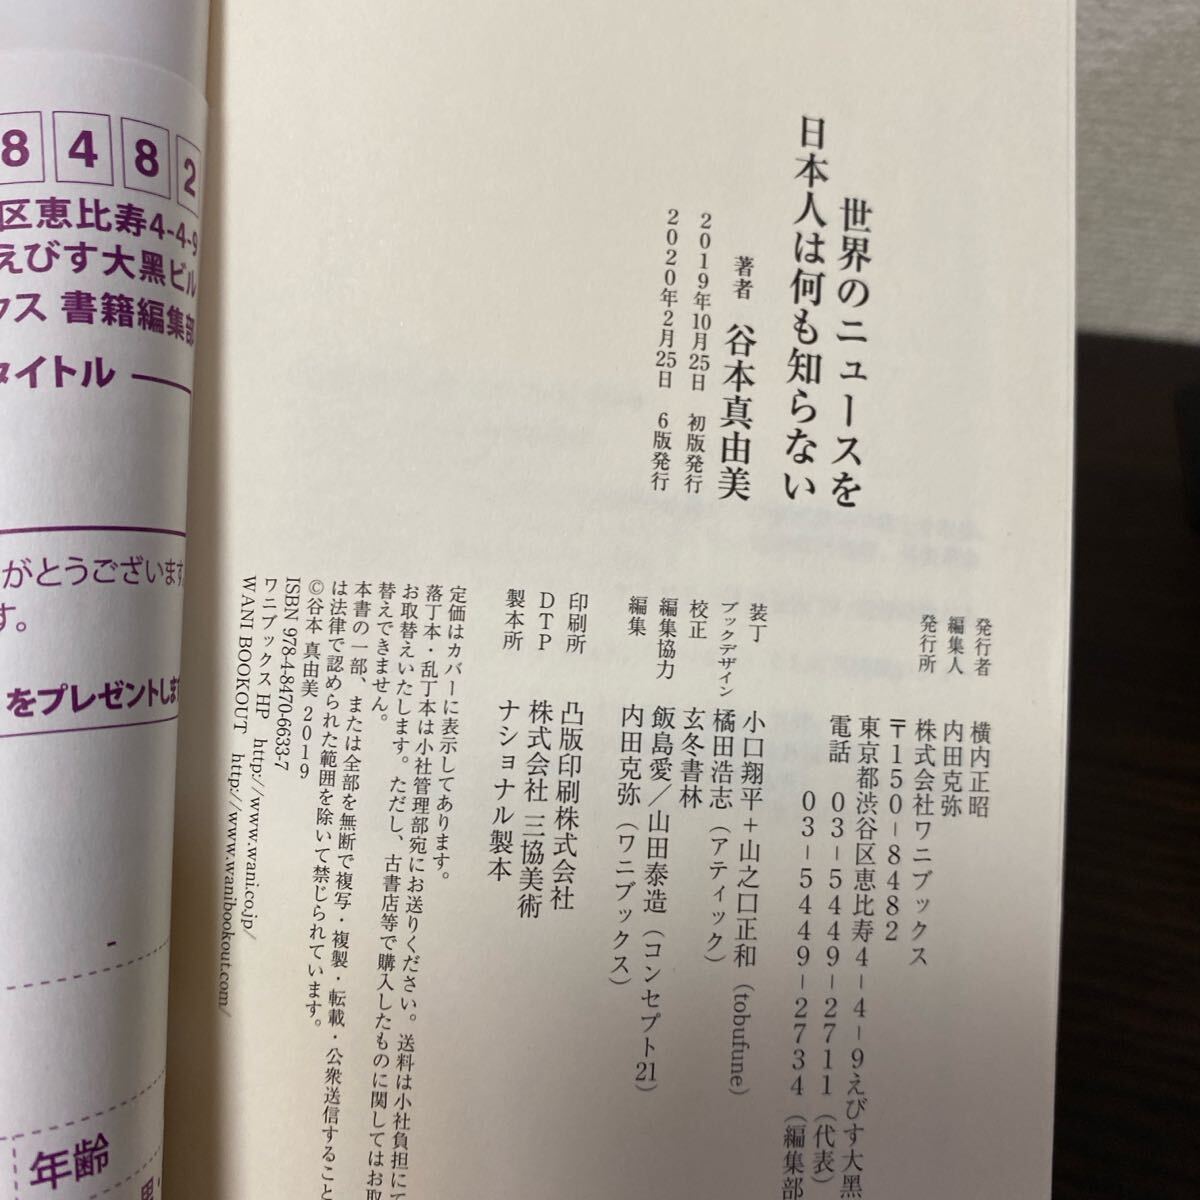 世界のニュースを
日本人は何も知らない
著者 谷本真由美
2019年10月25日 初版発行
2020年2月25日 6版発行
発行者 横内正昭
編集人 内田克弥
発行所 株式会社ワニブックス
〒150-8482
東京都渋谷区恵比寿4-4-9えびす大黒
電話 03-5449-2711（代表）
03-5449-2734（編集部
装丁 小口翔平＋山之口正和（tobufune）
ブックデザイン 橘田浩志（アティック）
校正 玄冬書林
編集協力 飯島愛／山田泰造（コンセプト21）
編集 内田克弥（ワニブックス）
印刷所 凸版印刷株式会社
DTP 株式会社 三協美術
製本所 ナショナル製本
定価はカバーに表示してあります。
落丁本・乱丁本は小社管理部宛にお送りください。送料は小社負担にて
お取替えいたします。ただし、古書店等で購入したものに関してはお取
替えできません。
本書の一部、または全部を無断で複写・複製・転載・公衆送信すること
は法律で認められた範囲を除いて禁じられています。
©谷本 真由美 2019
ISBN 978-4-8470-6633-7
ワニブックス HP http://www.wani.co.jp/
WANI BOOKOUT http://www.wanibookout.com/
8482
区恵比寿4-4-9
えびす大黒ビル
クス 書籍編集部
タイトル
がとうございます。
す。
をプレゼントします
-
年齢